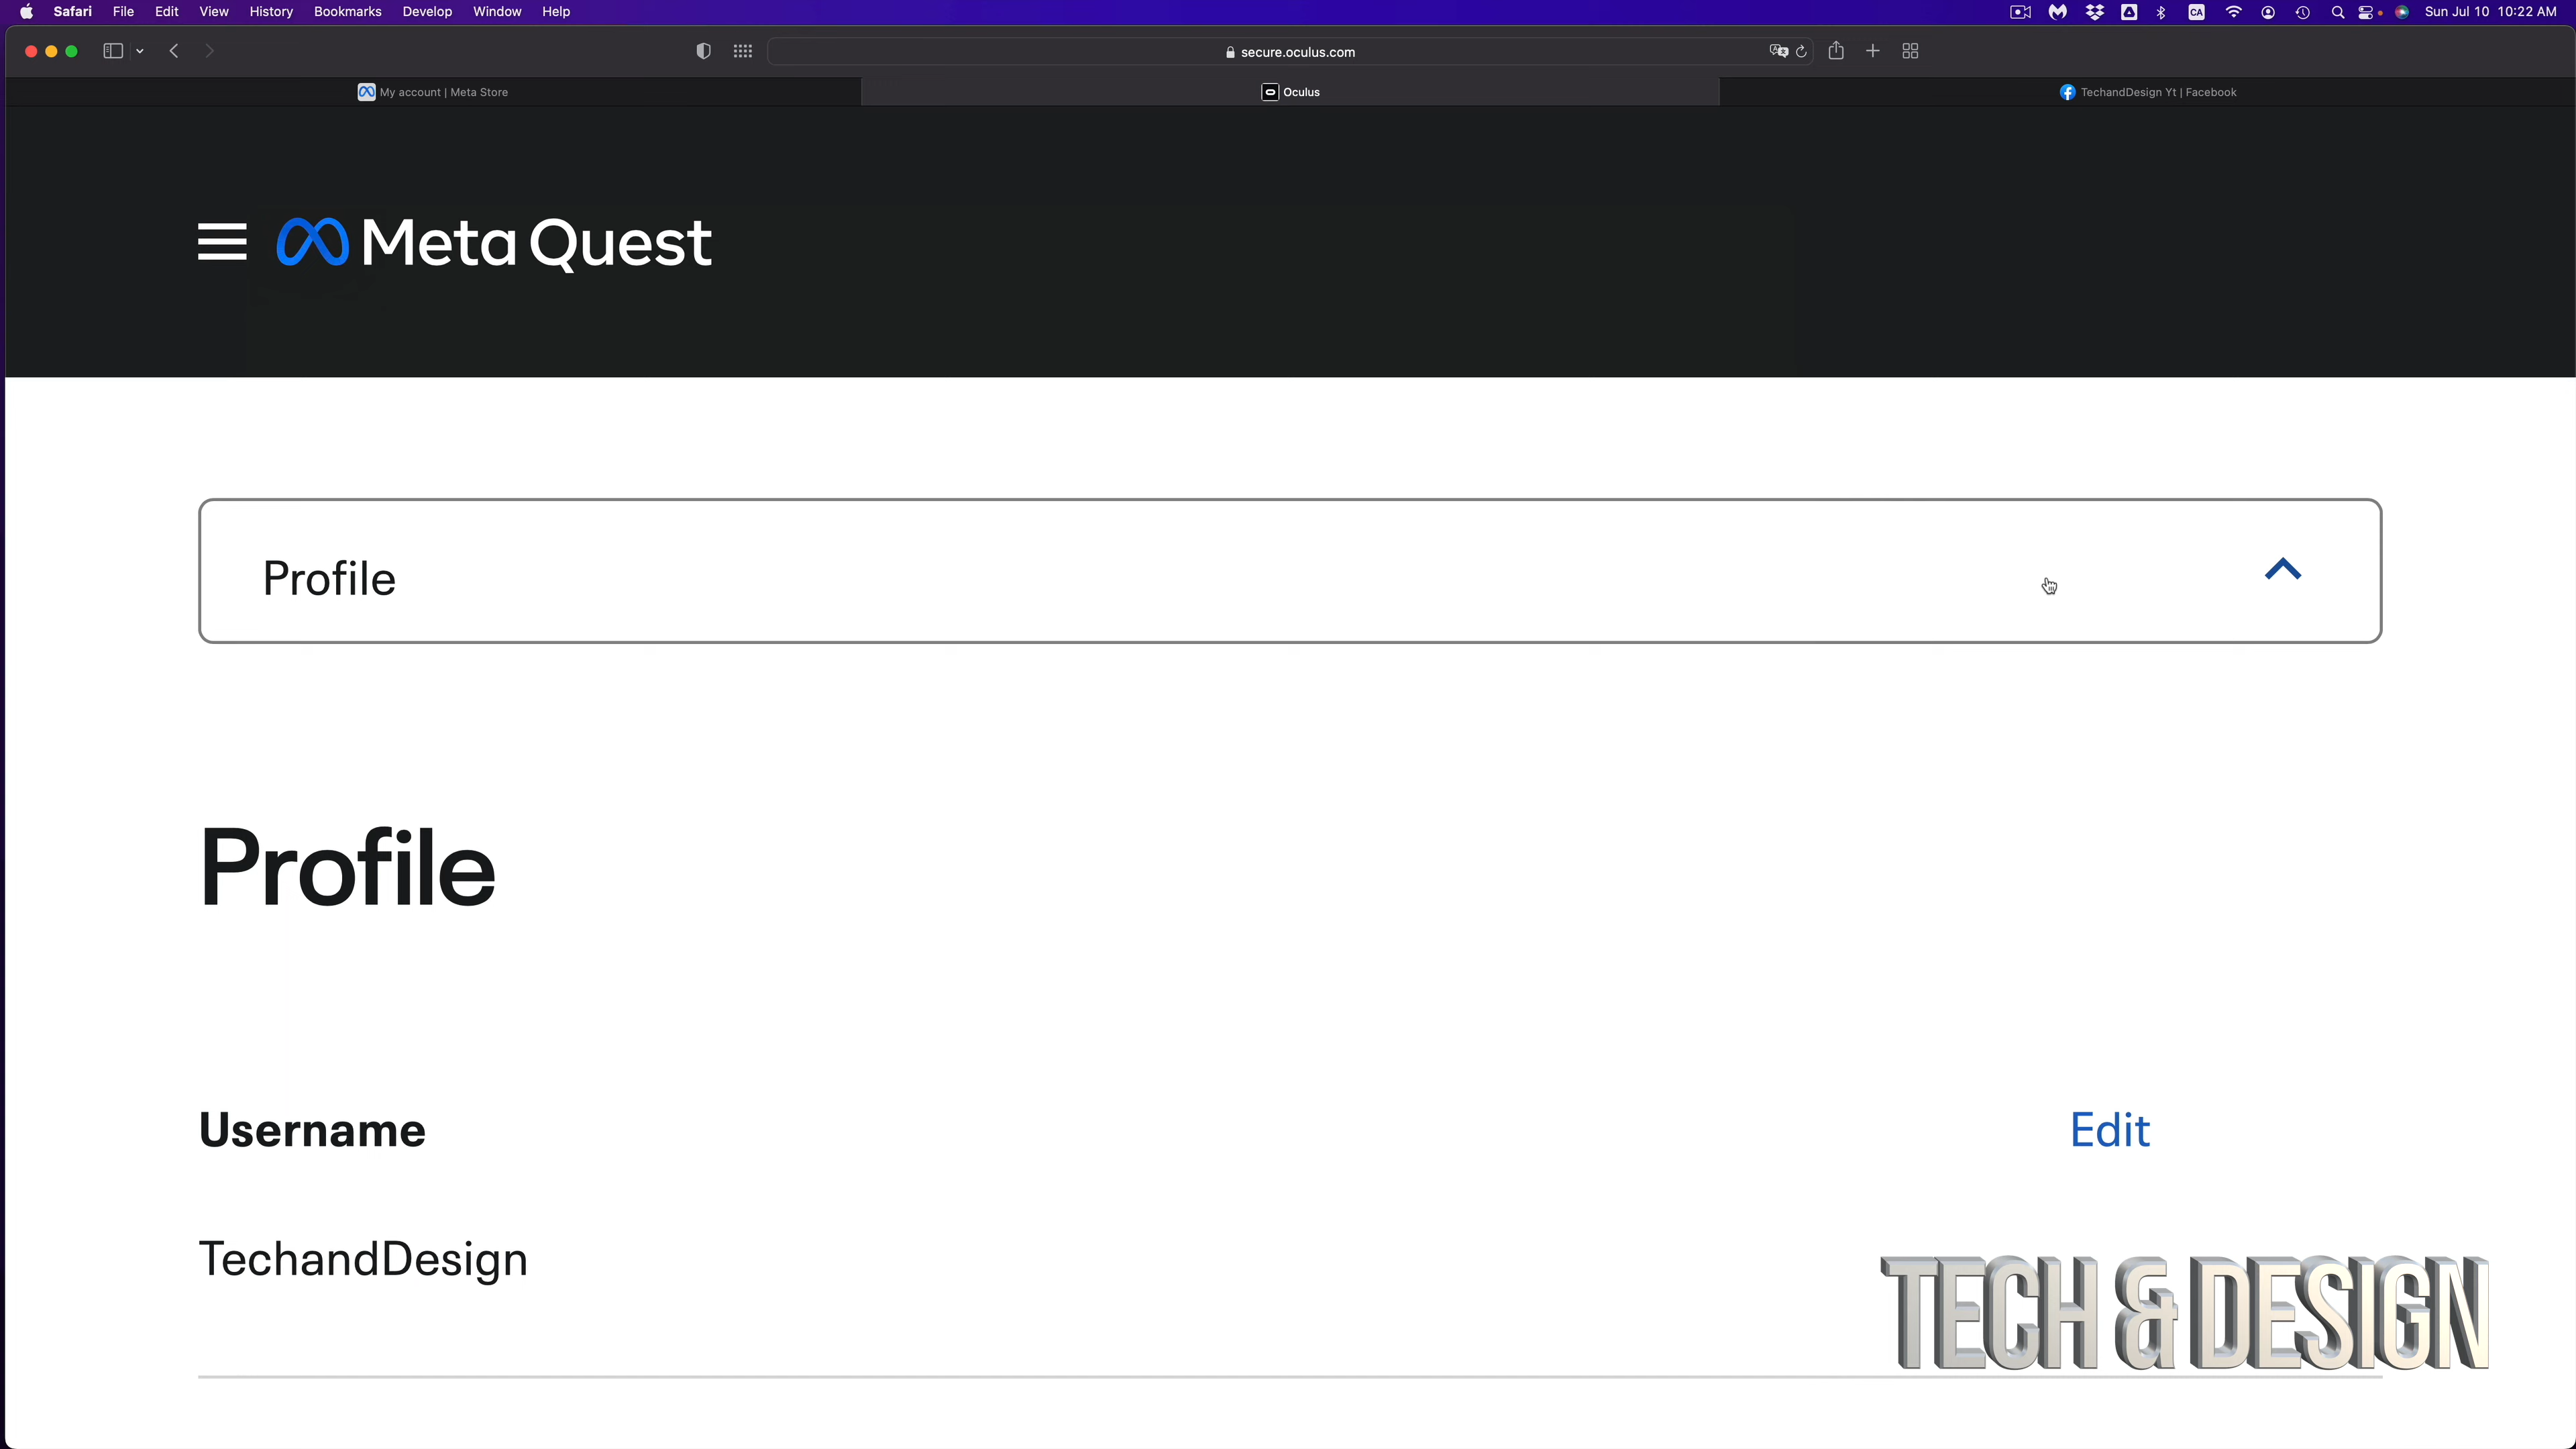 Safari File Edit View History Bookmarks Develop Window Help CA Sun Jul 10 10:22 AM
secure.oculus.com
My account | Meta Store Oculus TechandDesign Yt | Facebook
Meta Quest
Profile
Profile
Username Edit
TechandDesign
TECH & DESIGN